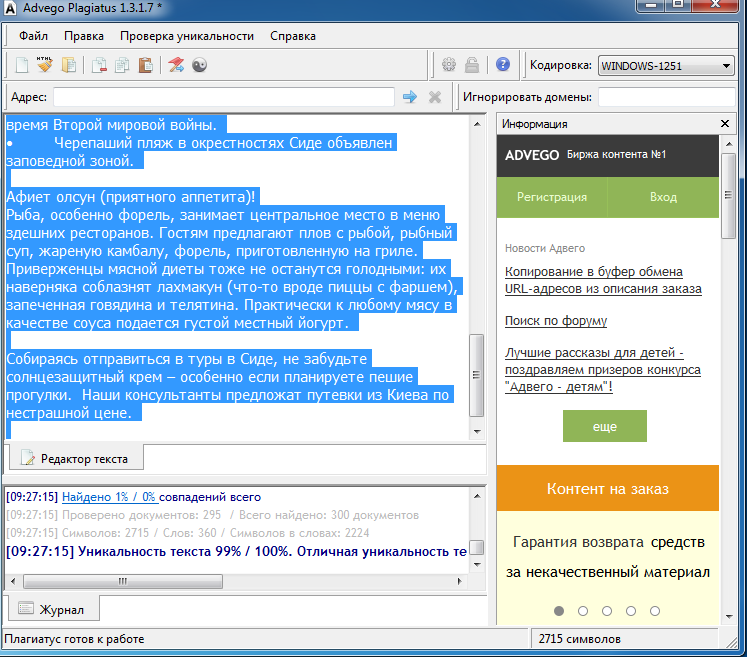 Advego Plagiatus 1.3.1.7 *
Файл Правка Проверка уникальности Справка
HTML
Кодировка: WINDOWS-1251
Адрес: Игнорировать домены:
время Второй мировой войны.
• Черепаший пляж в окрестностях Сиде объявлен
заповедной зоной.
Афиет олсун (приятного аппетита)!
Рыба, особенно форель, занимает центральное место в меню
здешних ресторанов. Гостям предлагают плов с рыбой, рыбный
суп, жареную камбалу, форель, приготовленную на гриле.
Приверженцы мясной диеты тоже не останутся голодными: их
наверняка соблазнят лахмакун (что-то вроде пиццы с фаршем),
запеченная говядина и телятина. Практически к любому мясу в
качестве соуса подается густой местный йогурт.
Собираясь отправиться в туры в Сиде, не забудьте
солнцезащитный крем – особенно если планируете пешие
прогулки. Наши консультанты предложат путевки из Киева по
нестрашной цене.
Редактор текста
[09:27:15] Найдено 1% / 0% совпадений всего
[09:27:15] Проверено документов: 295 / Всего найдено: 300 документов
[09:27:15] Символов: 2715 / Слов: 360 / Символов в словах: 2224
[09:27:15] Уникальность текста 99% / 100%. Отличная уникальность те
Журнал
Информация
ADVEGO Биржа контента №1
Регистрация Вход
Новости Адвего
Копирование в буфер обмена
URL-адресов из описания заказа
Поиск по форуму
Лучшие рассказы для детей -
поздравляем призеров конкурса
"Адвего - детям"!
еще
Контент на заказ
Гарантия возврата средств
за некачественный материал
Плагиатус готов к работе
2715 символов